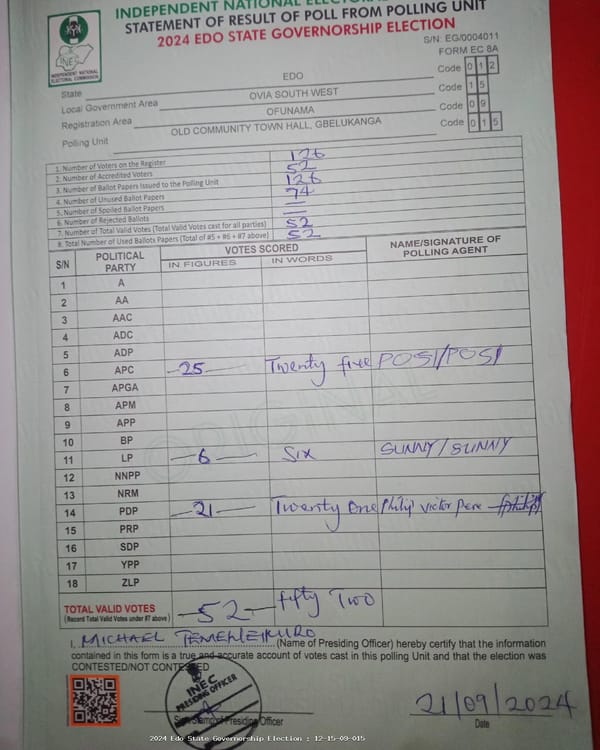 INDEPENDENT NATIONAL ELECTORAL
STATEMENT OF RESULT OF POLL FROM POLLING UNIT
2024 EDO STATE GOVERNORSHIP ELECTION
S/N: EG/0004011
FORM EC 8A
INEC
INDEPENDENT NATIONAL ELECTORAL COMMISSION
State EDO Code 0 1 2
Local Government Area OVIA SOUTH WEST Code 1 5
Registration Area OFUNAMA Code 0 9
Polling Unit OLD COMMUNITY TOWN HALL, GBELUKANGA Code 0 1 5
1. Number of Voters on the Register 126
2. Number of Accredited Voters 52
3. Number of Ballot Papers Issued to the Polling Unit 126
4. Number of Unused Ballot Papers 74
5. Number of Spoiled Ballot Papers —
6. Number of Rejected Ballots —
7. Number of Total Valid Votes (Total Valid Votes cast for all parties) 52
8. Total Number of Used Ballots Papers (Total of #5 + #6 + #7 above) 52
S/N POLITICAL PARTY VOTES SCORED NAME/SIGNATURE OF POLLING AGENT
IN FIGURES IN WORDS
1 A
2 AA
3 AAC
4 ADC
5 ADP
6 APC 25 Twenty five POSI/POSI
7 APGA
8 APM
9 APP
10 BP
11 LP 6 Six SUNNY/SUNNY
12 NNPP
13 NRM
14 PDP 21 Twenty One Philip Victor Pere
15 PRP
16 SDP
17 YPP
18 ZLP
ORIGINAL
TOTAL VALID VOTES 52 fifty Two
(Record Total Valid Votes under #7 above)
I, MICHAEL (Name of Presiding Officer) hereby certify that the information
contained in this form is a true and accurate account of votes cast in this polling Unit and that the election was
CONTESTED/NOT CONTESTED
INEC
PRESIDING OFFICER
Sign/Stamp of Presiding Officer
21/09/2024
Date
2024 Edo State Governorship Election : 12-15-09-015